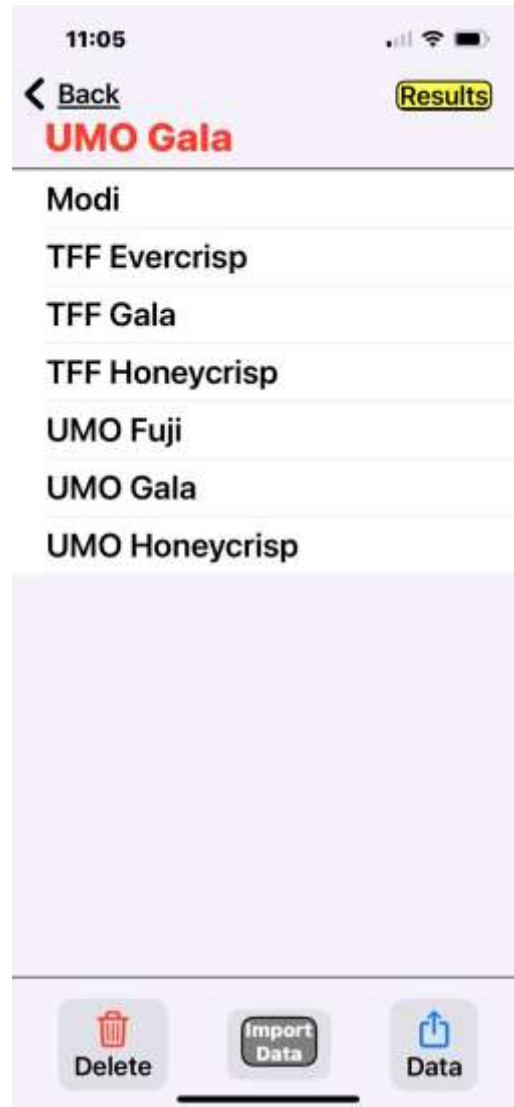 11:05
Back
Results
UMO Gala
Modi
TFF Evercrisp
TFF Gala
TFF Honeycrisp
UMO Fuji
UMO Gala
UMO Honeycrisp
Delete
Import
Data
Data